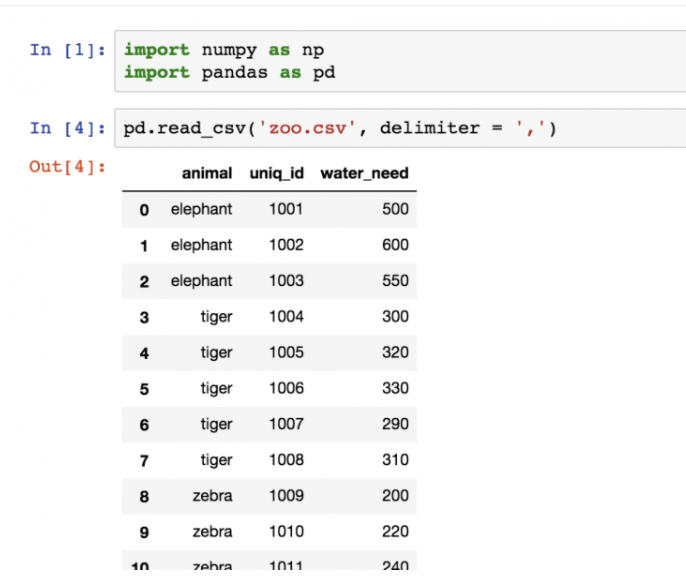 In [1]: import numpy as np
import pandas as pd
In [4]: pd.read_csv('zoo.csv', delimiter = ',')
Out[4]:
animal uniq_id water_need
0 elephant 1001 500
1 elephant 1002 600
2 elephant 1003 550
3 tiger 1004 300
4 tiger 1005 320
5 tiger 1006 330
6 tiger 1007 290
7 tiger 1008 310
8 zebra 1009 200
9 zebra 1010 220
10 zebra 1011 240